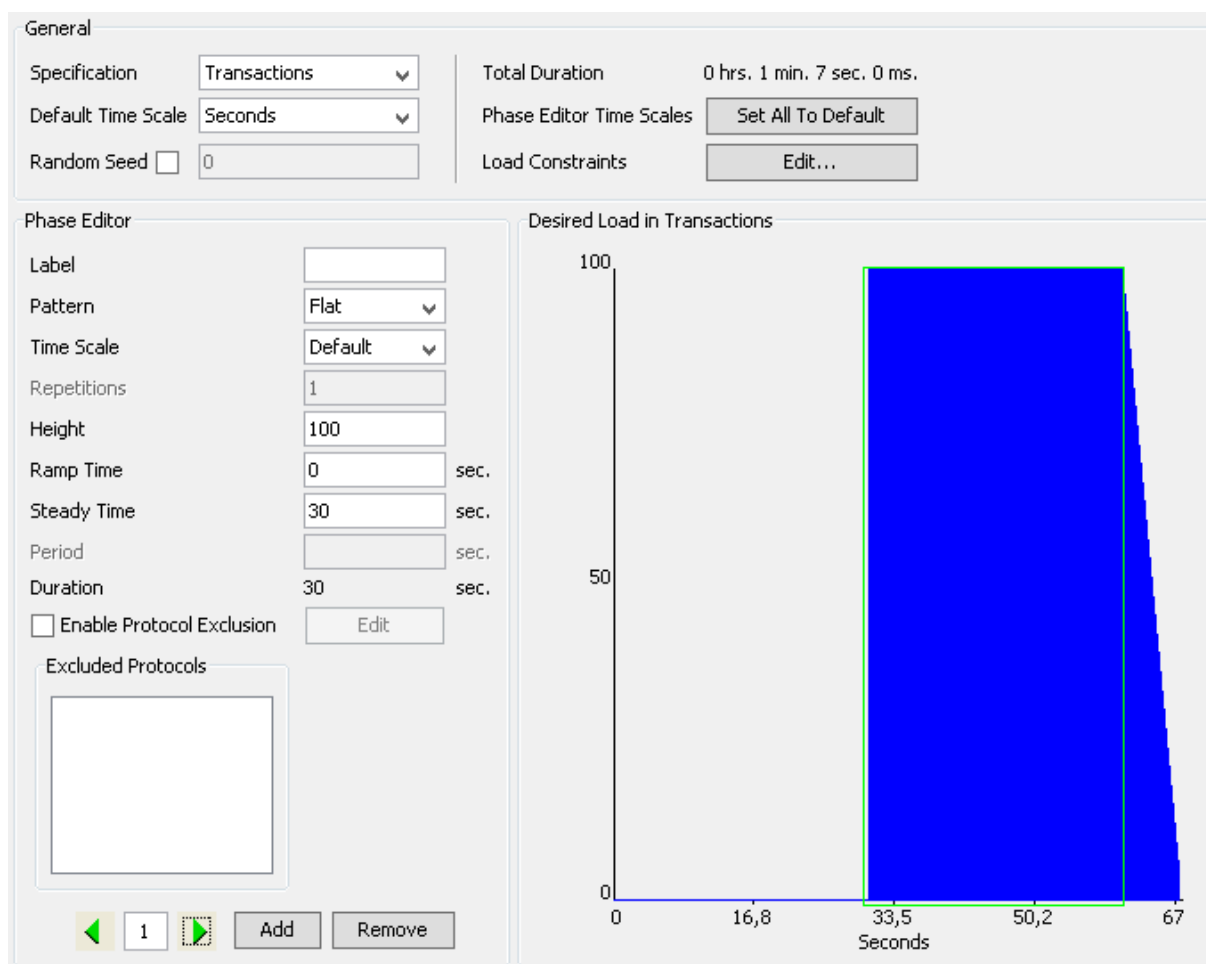 General
Specification Transactions Total Duration 0 hrs. 1 min. 7 sec. 0 ms.
Default Time Scale Seconds Phase Editor Time Scales Set All To Default
Random Seed 0 Load Constraints Edit...
Phase Editor
Label
Pattern Flat
Time Scale Default
Repetitions 1
Height 100
Ramp Time 0 sec.
Steady Time 30 sec.
Period sec.
Duration 30 sec.
Enable Protocol Exclusion Edit
Excluded Protocols
1 Add Remove
Desired Load in Transactions
100
50
0
0 16,8 33,5 50,2 67
Seconds